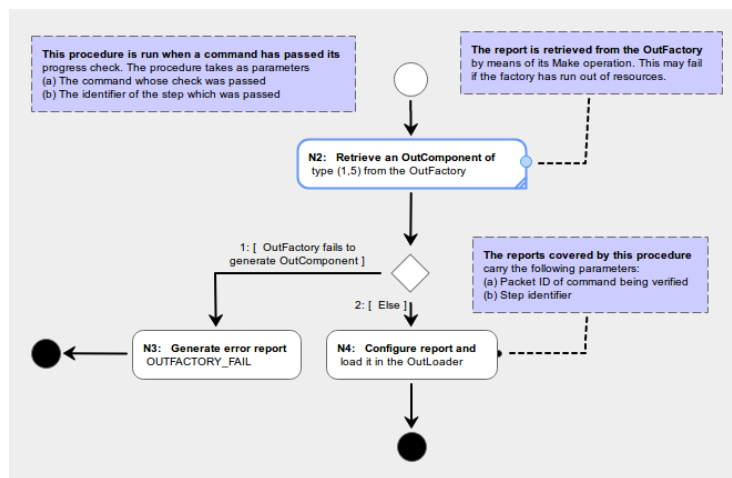 This procedure is run when a command has passed its
progress check. The procedure takes as parameters
(a) The command whose check was passed
(b) The identifier of the step which was passed
The report is retrieved from the OutFactory
by means of its Make operation. This may fail
if the factory has run out of resources.
N2: Retrieve an OutComponent of
type (1,5) from the OutFactory
1: [ OutFactory fails to
generate OutComponent ]
The reports covered by this procedure
carry the following parameters:
(a) Packet ID of command being verified
(b) Step identifier
2: [ Else ]
N3: Generate error report
OUTFACTORY_FAIL
N4: Configure report and
load it in the OutLoader